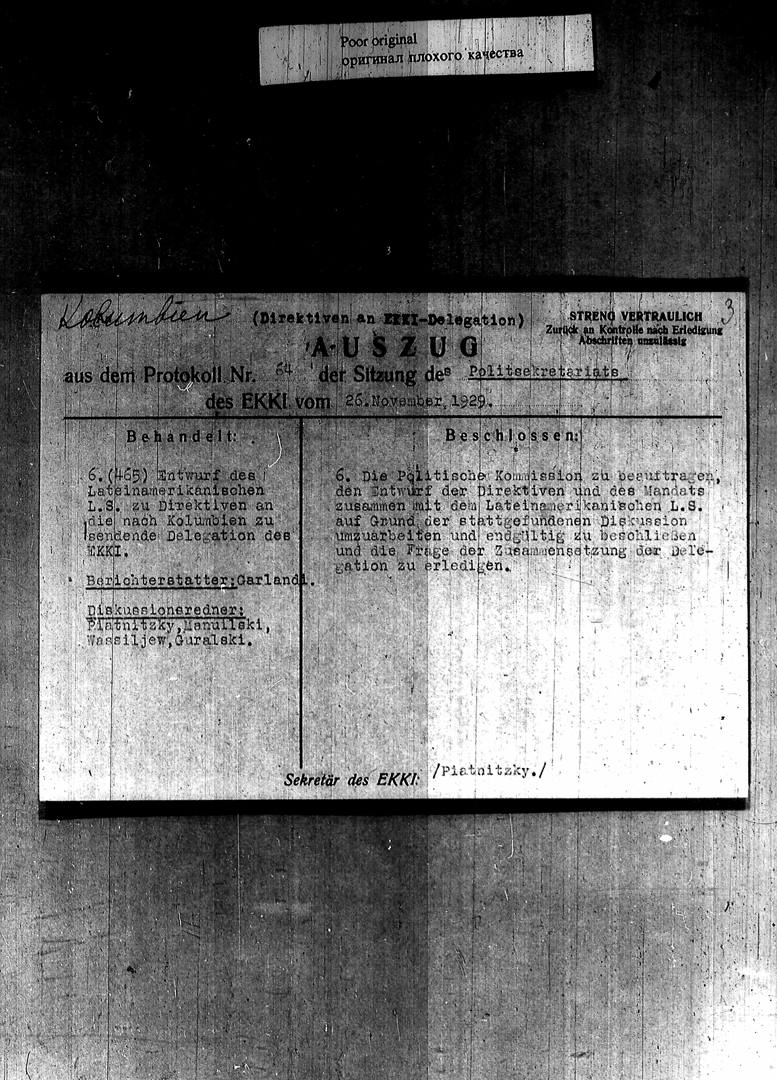 Poor original
оригинал плохого качества
Kolumbien
(Direktiven an EKKI-Delegation)
STRENG VERTRAULICH
Zurück an Kontrolle nach Erledigung
Abschriften unzulässig
3
AUSZUG
aus dem Protokoll Nr. 64 der Sitzung des Politsekretariats
des EKKI vom 26.November, 1929.
Behandelt:
6.(465) Entwurf des
Lateinamerikanischen
L.S. zu Direktiven an
die nach Kolumbien zu
sendende Delegation des
EKKI.
Berichterstatter:Garlandi.
Diskussionsredner:
Piatnitzky,Manuilski,
Wassiljew,Guralski.
Beschlossen:
6. Die Politische Kommission zu beauftragen,
den Entwurf der Direktiven und des Mandats
zusammen mit dem Lateinamerikanischen L.S.
auf Grund der stattgefundenen Diskussion
umzuarbeiten und endgültig zu beschließen
und die Frage der Zusammensetzung der Dele-
gation zu erledigen.
Sekretär des EKKI: /Piatnitzky./